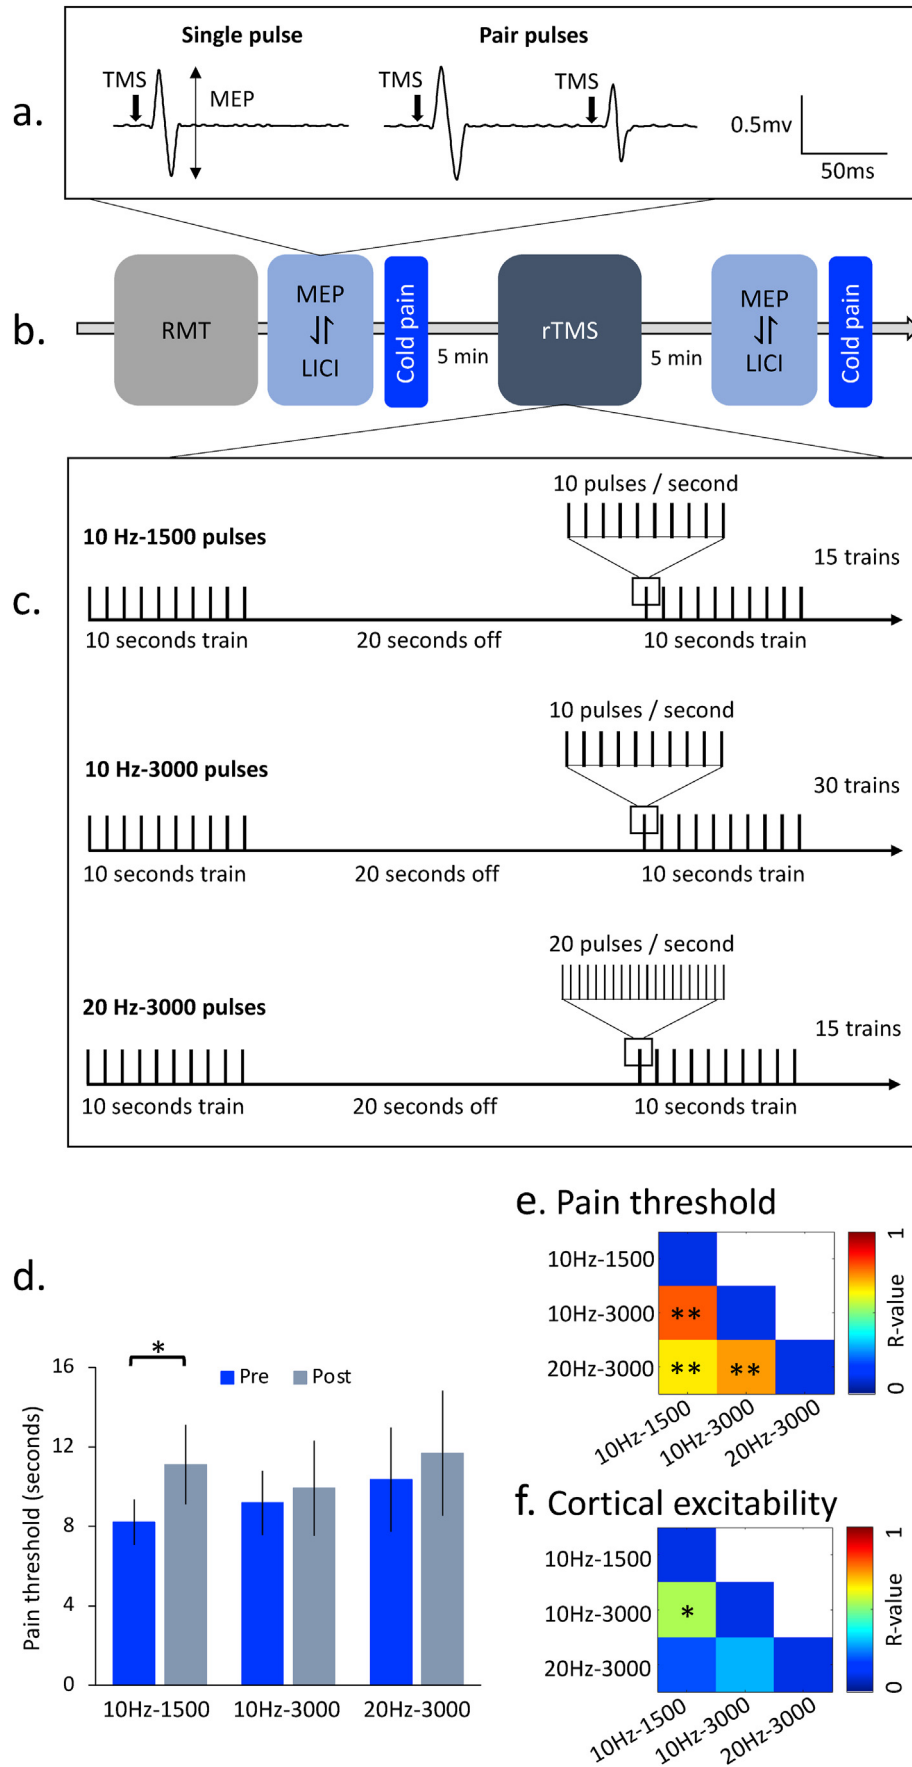 a.
Single pulse
Pair pulses
TMS
MEP
TMS
TMS
0.5mv
50ms
b.
RMT
MEP
LICI
Cold pain
5 min
rTMS
5 min
MEP
LICI
Cold pain
c.
10 pulses / second
10 Hz-1500 pulses
15 trains
10 seconds train
20 seconds off
10 seconds train
10 pulses / second
10 Hz-3000 pulses
30 trains
10 seconds train
20 seconds off
10 seconds train
20 pulses / second
20 Hz-3000 pulses
15 trains
10 seconds train
20 seconds off
10 seconds train
d.
*
Pre
Post
Pain threshold (seconds)
16
12
8
4
0
10Hz-1500
10Hz-3000
20Hz-3000
e. Pain threshold
10Hz-1500
10Hz-3000
**
20Hz-3000
**
**
10Hz-1500
10Hz-3000
20Hz-3000
1
R-value
0
f. Cortical excitability
10Hz-1500
10Hz-3000
*
20Hz-3000
10Hz-1500
10Hz-3000
20Hz-3000
1
R-value
0